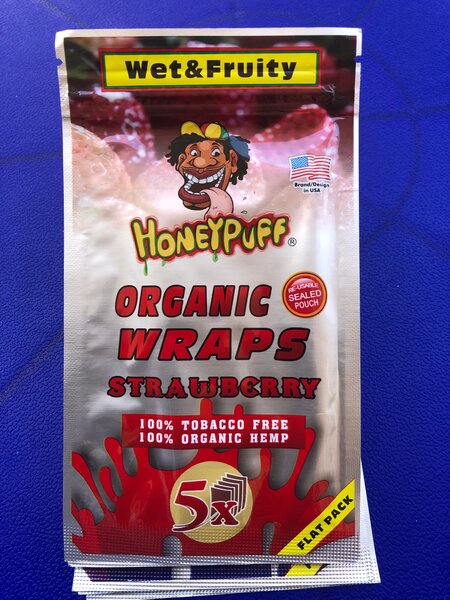 Wet&Fruity
Brand/Design
in USA
HONEYPUFF®
ORGANIC
WRAPS
RE-USABLE
SEALED
POUCH
STRAWBERRY
100% TOBACCO FREE
100% ORGANIC HEMP
5x
FLAT PACK